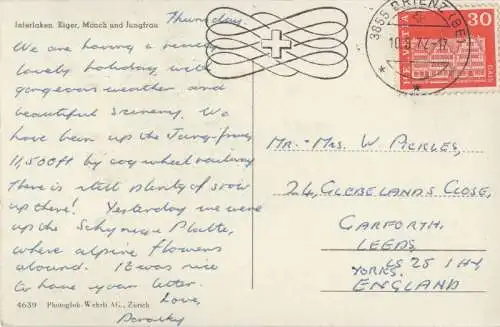 Interlaken. Eiger, Mönch und Jungfrau
Thursday.
We are having a really
lovely holiday with
gorgeous weather and
beautiful scenery. We
have been up the Jungfrau
11,500ft by cog wheel railway
There is still plenty of snow
up there! Yesterday we were
up the Schynige Platte,
where alpine flowers
abound. It was nice
to have your letter.
Love,
Dorothy
4639 Photoglob-Wehrli AG., Zürich
3855 BRIENZ (BE)
HELVETIA
30
Mr. & Mrs. W PICKLES,
24, GLEBELANDS CLOSE,
GARFORTH,
LEEDS
LS25 1HY
YORKS.
ENGLAND